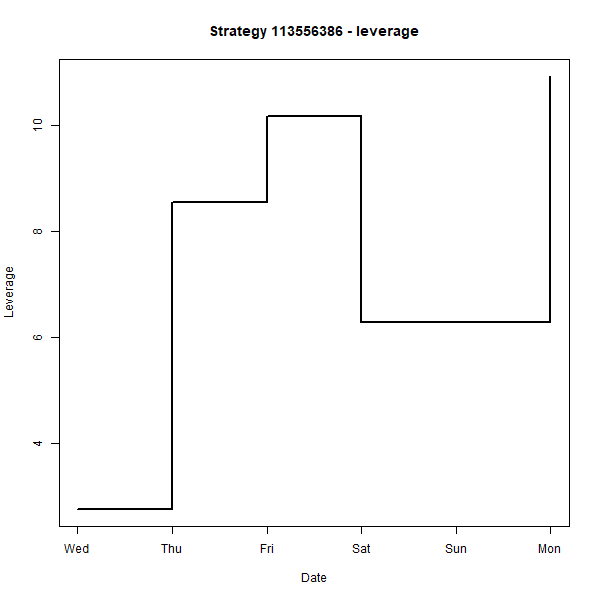 Strategy 113556386 - leverage
10
8
6
4
Leverage
Wed Thu Fri Sat Sun Mon
Date